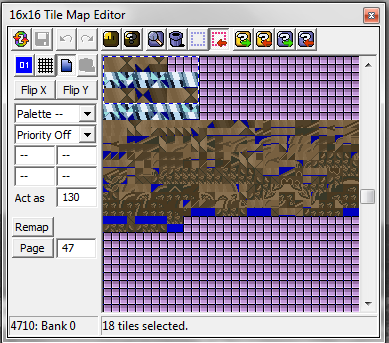 16x16 Tile Map Editor
01
Flip X Flip Y
Palette --
Priority Off
-- --
-- --
Act as 130
Remap
Page 47
4710: Bank 0 18 tiles selected.